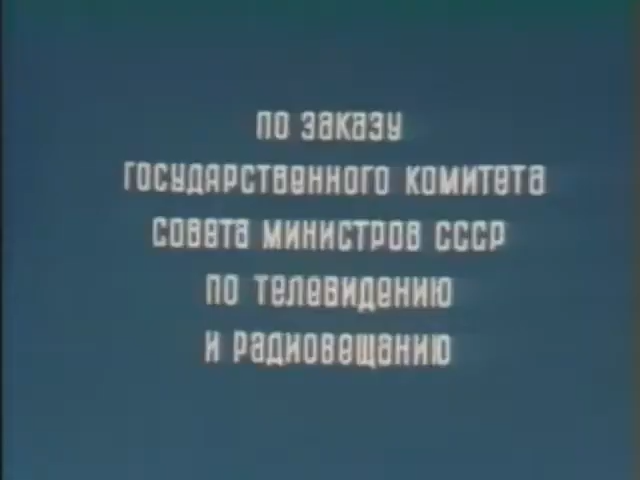 по заказу
государственного комитета
совета министров СССР
по телевидению
и радиовещанию